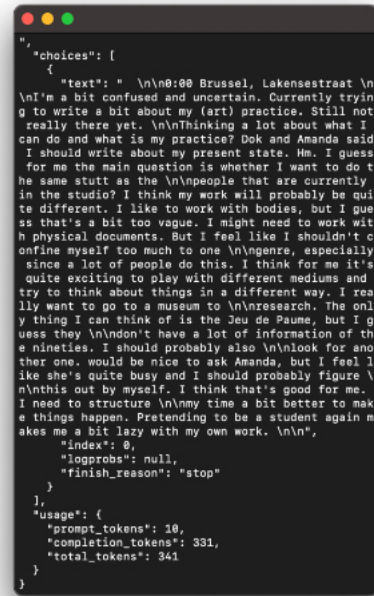 ",
  "choices": [
    {
      "text": "  \n\n0:00 Brussel, Lakensestraat \n
\nI'm a bit confused and uncertain. Currently tryin
g to write a bit about my (art) practice. Still not
 really there yet. \n\nThinking a lot about what I
can do and what is my practice? Dok and Amanda said
 I should write about my present state. Hm. I guess
 for me the main question is whether I want to do t
he same stutt as the \n\npeople that are currently
in the studio? I think my work will probably be qui
te different. I like to work with bodies, but I gue
ss that's a bit too vague. I might need to work wit
h physical documents. But I feel like I shouldn't c
onfine myself too much to one \n\ngenre, especially
 since a lot of people do this. I think for me it's
 quite exciting to play with different mediums and
try to think about things in a different way. I rea
lly want to go to a museum to \n\nresearch. The onl
y thing I can think of is the Jeu de Paume, but I g
uess they \n\ndon't have a lot of information of th
e nineties. I should probably also \n\nlook for ano
ther one. would be nice to ask Amanda, but I feel l
ike she's quite busy and I should probably figure \
n\nthis out by myself. I think that's good for me.
I need to structure \n\nmy time a bit better to mak
e things happen. Pretending to be a student again m
akes me a bit lazy with my own work. \n\n",
      "index": 0,
      "logprobs": null,
      "finish_reason": "stop"
    }
  ],
  "usage": {
    "prompt_tokens": 10,
    "completion_tokens": 331,
    "total_tokens": 341
  }
}